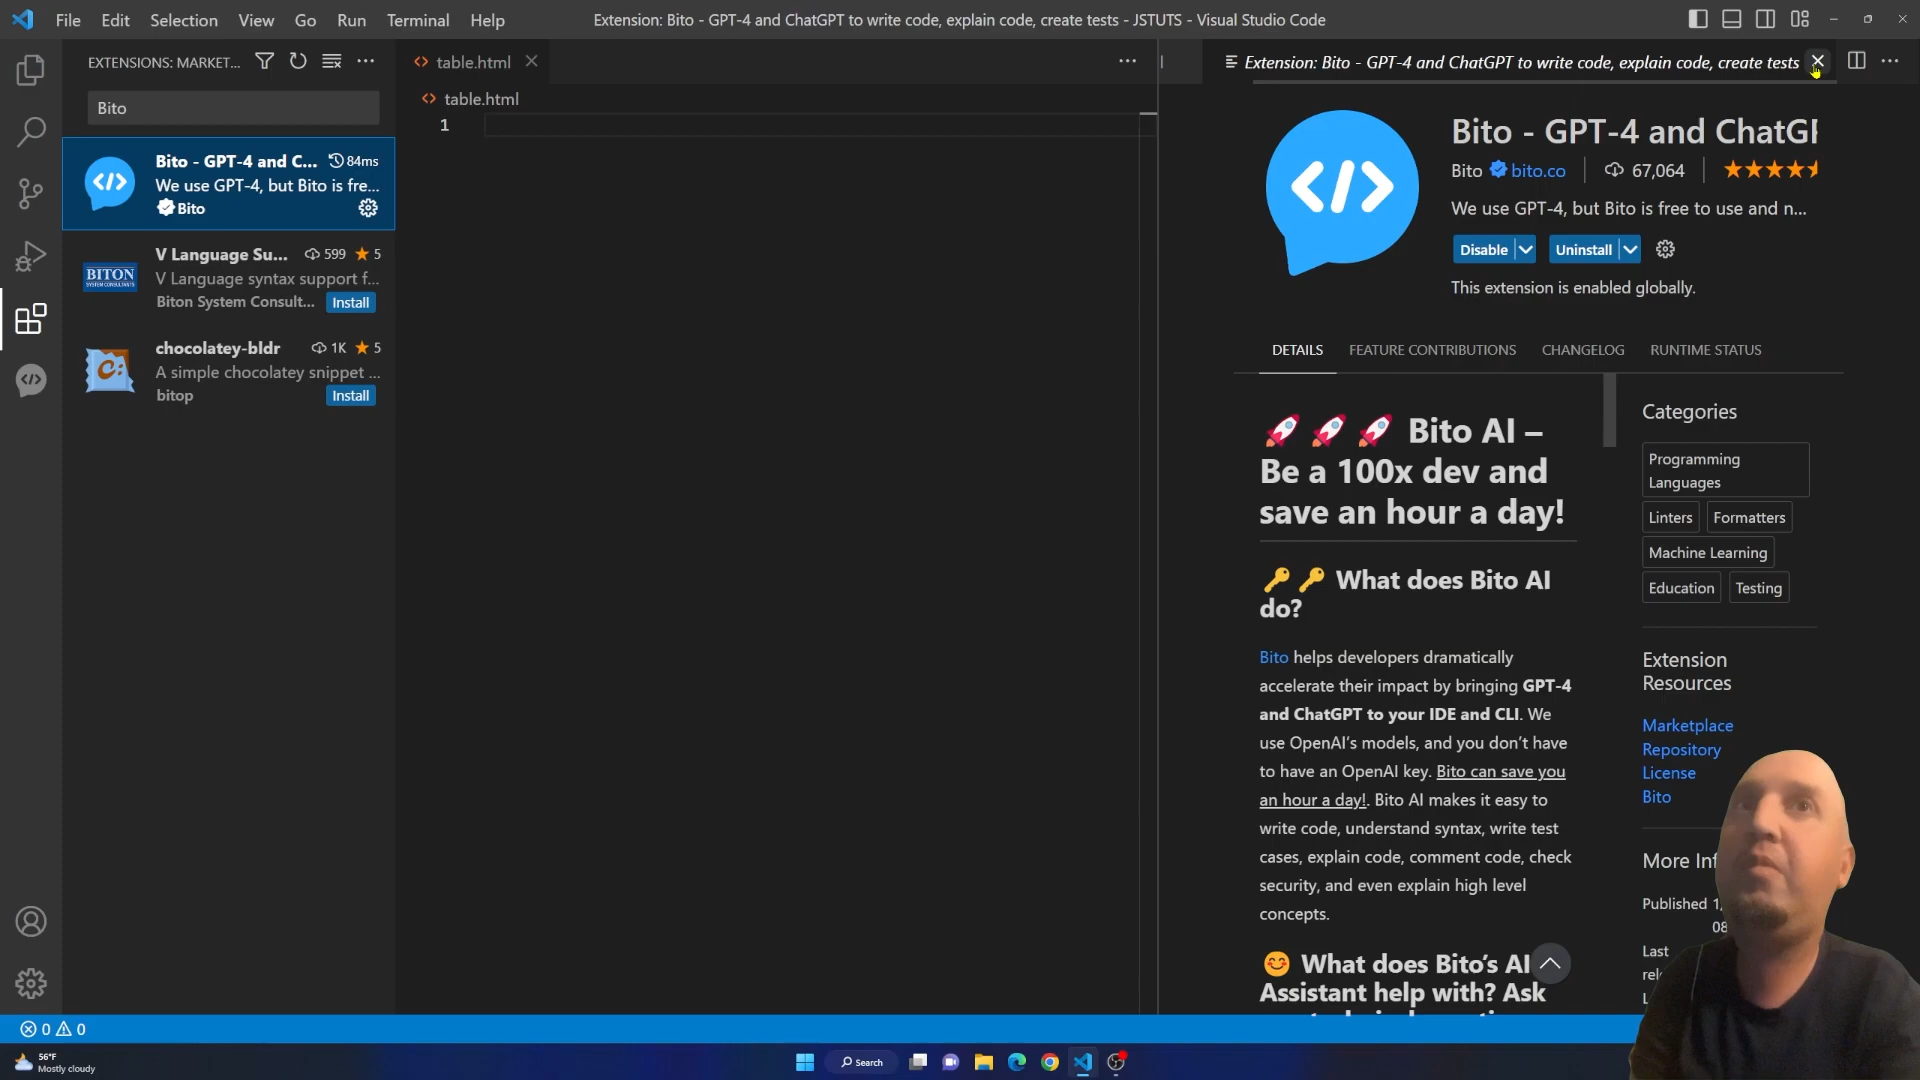 File Edit Selection View Go Run Terminal Help
Extension: Bito - GPT-4 and ChatGPT to write code, explain code, create tests - JSTUTS - Visual Studio Code
EXTENSIONS: MARKET...
Bito
Bito - GPT-4 and C... 84ms
We use GPT-4, but Bito is fre...
Bito
V Language Su... 599 5
BITON
V Language syntax support f...
Biton System Consult... Install
chocolatey-bldr 1K 5
A simple chocolatey snippet ...
bitop Install
table.html
table.html
1
Extension: Bito - GPT-4 and ChatGPT to write code, explain code, create tests
Bito - GPT-4 and ChatGP
Bito bito.co 67,064
We use GPT-4, but Bito is free to use and n...
Disable Uninstall
This extension is enabled globally.
DETAILS FEATURE CONTRIBUTIONS CHANGELOG RUNTIME STATUS
Bito AI –
Be a 100x dev and
save an hour a day!
What does Bito AI
do?
Bito helps developers dramatically
accelerate their impact by bringing GPT-4
and ChatGPT to your IDE and CLI. We
use OpenAI's models, and you don't have
to have an OpenAI key. Bito can save you
an hour a day!. Bito AI makes it easy to
write code, understand syntax, write test
cases, explain code, comment code, check
security, and even explain high level
concepts.
What does Bito's AI
Assistant help with? Ask
Categories
Programming
Languages
Linters Formatters
Machine Learning
Education Testing
Extension
Resources
Marketplace
Repository
License
Bito
More Inf
Published 1,
08
Last
rel
L
0 0
56°F
Mostly cloudy
Search